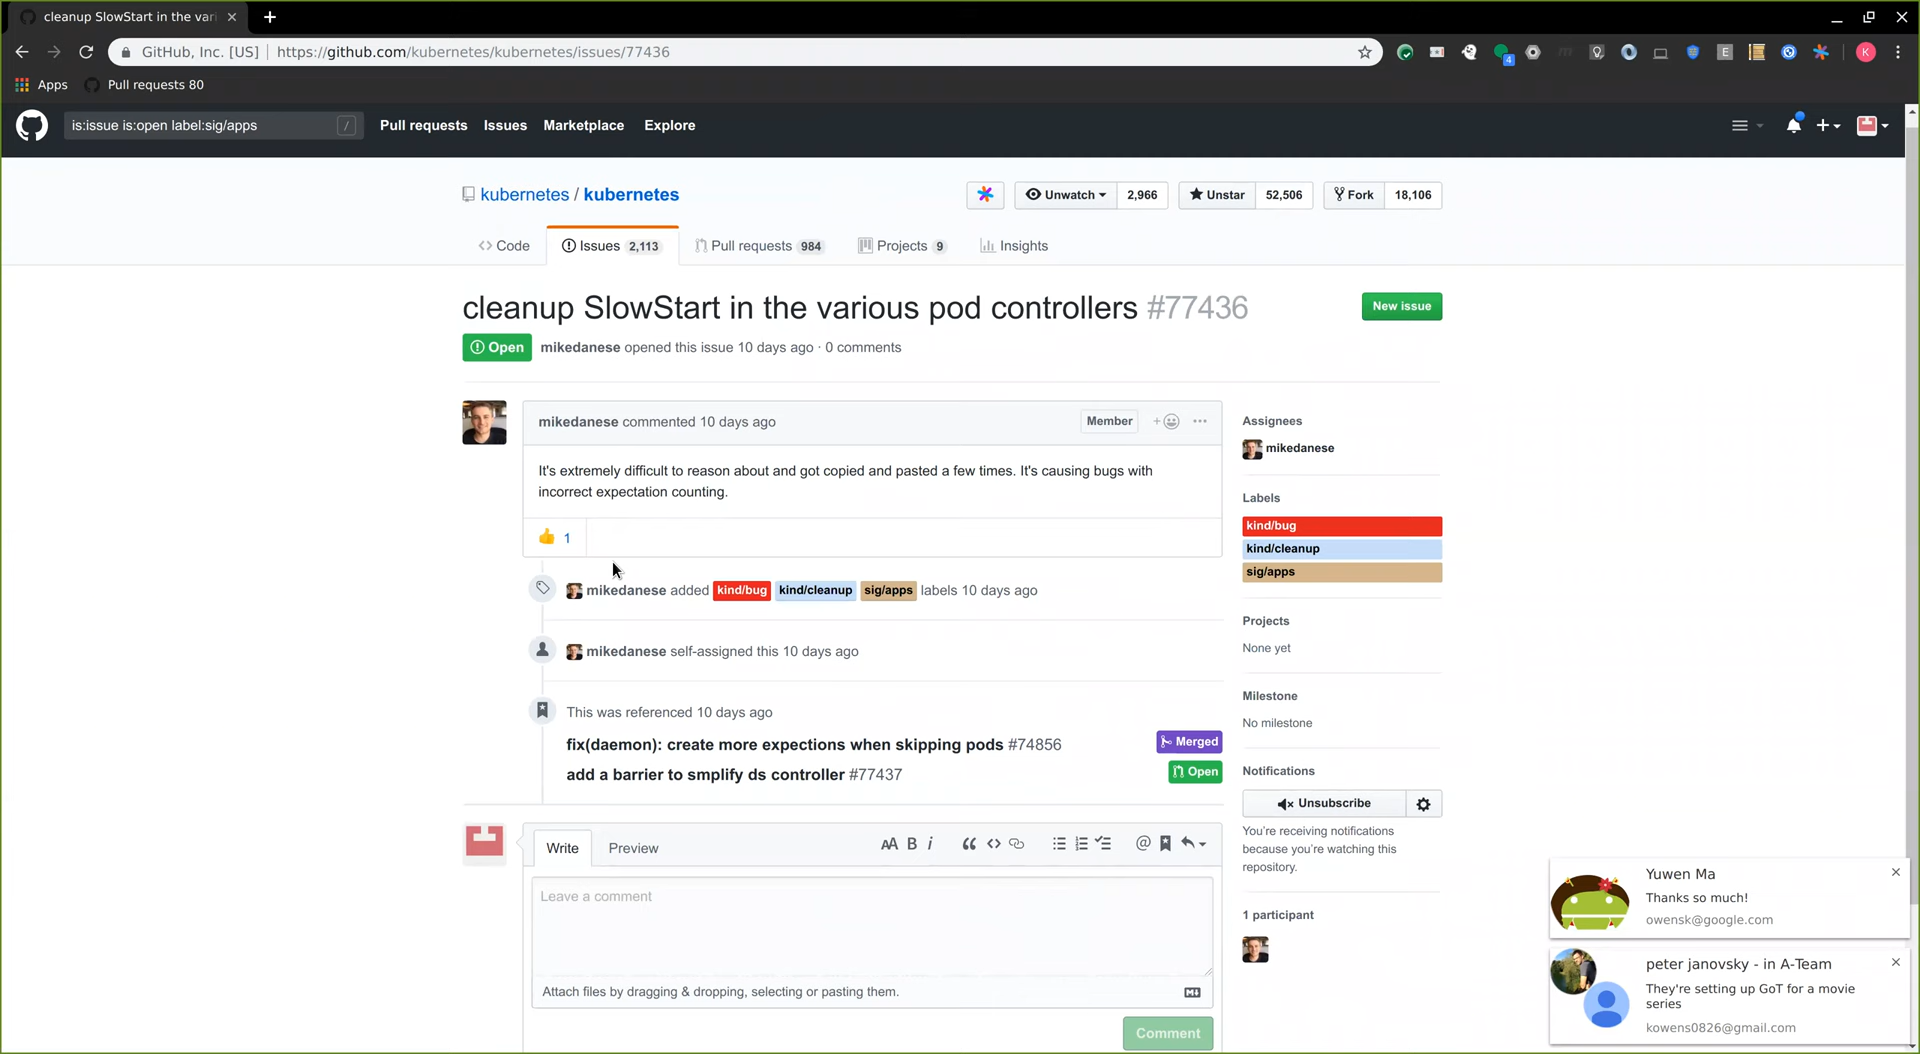 cleanup SlowStart in the vari
GitHub, Inc. [US] | https://github.com/kubernetes/kubernetes/issues/77436
4
E
K
Apps
Pull requests 80
is:issue is:open label:sig/apps
/
Pull requests
Issues
Marketplace
Explore
kubernetes / kubernetes
Unwatch
2,966
Unstar
52,506
Fork
18,106
Code
Issues 2,113
Pull requests 984
Projects 9
Insights
cleanup SlowStart in the various pod controllers #77436
New issue
Open
mikedanese opened this issue 10 days ago · 0 comments
mikedanese commented 10 days ago
Member
It's extremely difficult to reason about and got copied and pasted a few times. It's causing bugs with
incorrect expectation counting.
1
mikedanese added kind/bug kind/cleanup sig/apps labels 10 days ago
mikedanese self-assigned this 10 days ago
This was referenced 10 days ago
fix(daemon): create more expections when skipping pods #74856
Merged
add a barrier to smplify ds controller #77437
Open
Write
Preview
AA B i
Leave a comment
Attach files by dragging & dropping, selecting or pasting them.
Comment
Assignees
mikedanese
Labels
kind/bug
kind/cleanup
sig/apps
Projects
None yet
Milestone
No milestone
Notifications
Unsubscribe
You're receiving notifications
because you're watching this
repository.
1 participant
Yuwen Ma
Thanks so much!
owensk@google.com
peter janovsky - in A-Team
They're setting up GoT for a movie
series
kowens0826@gmail.com